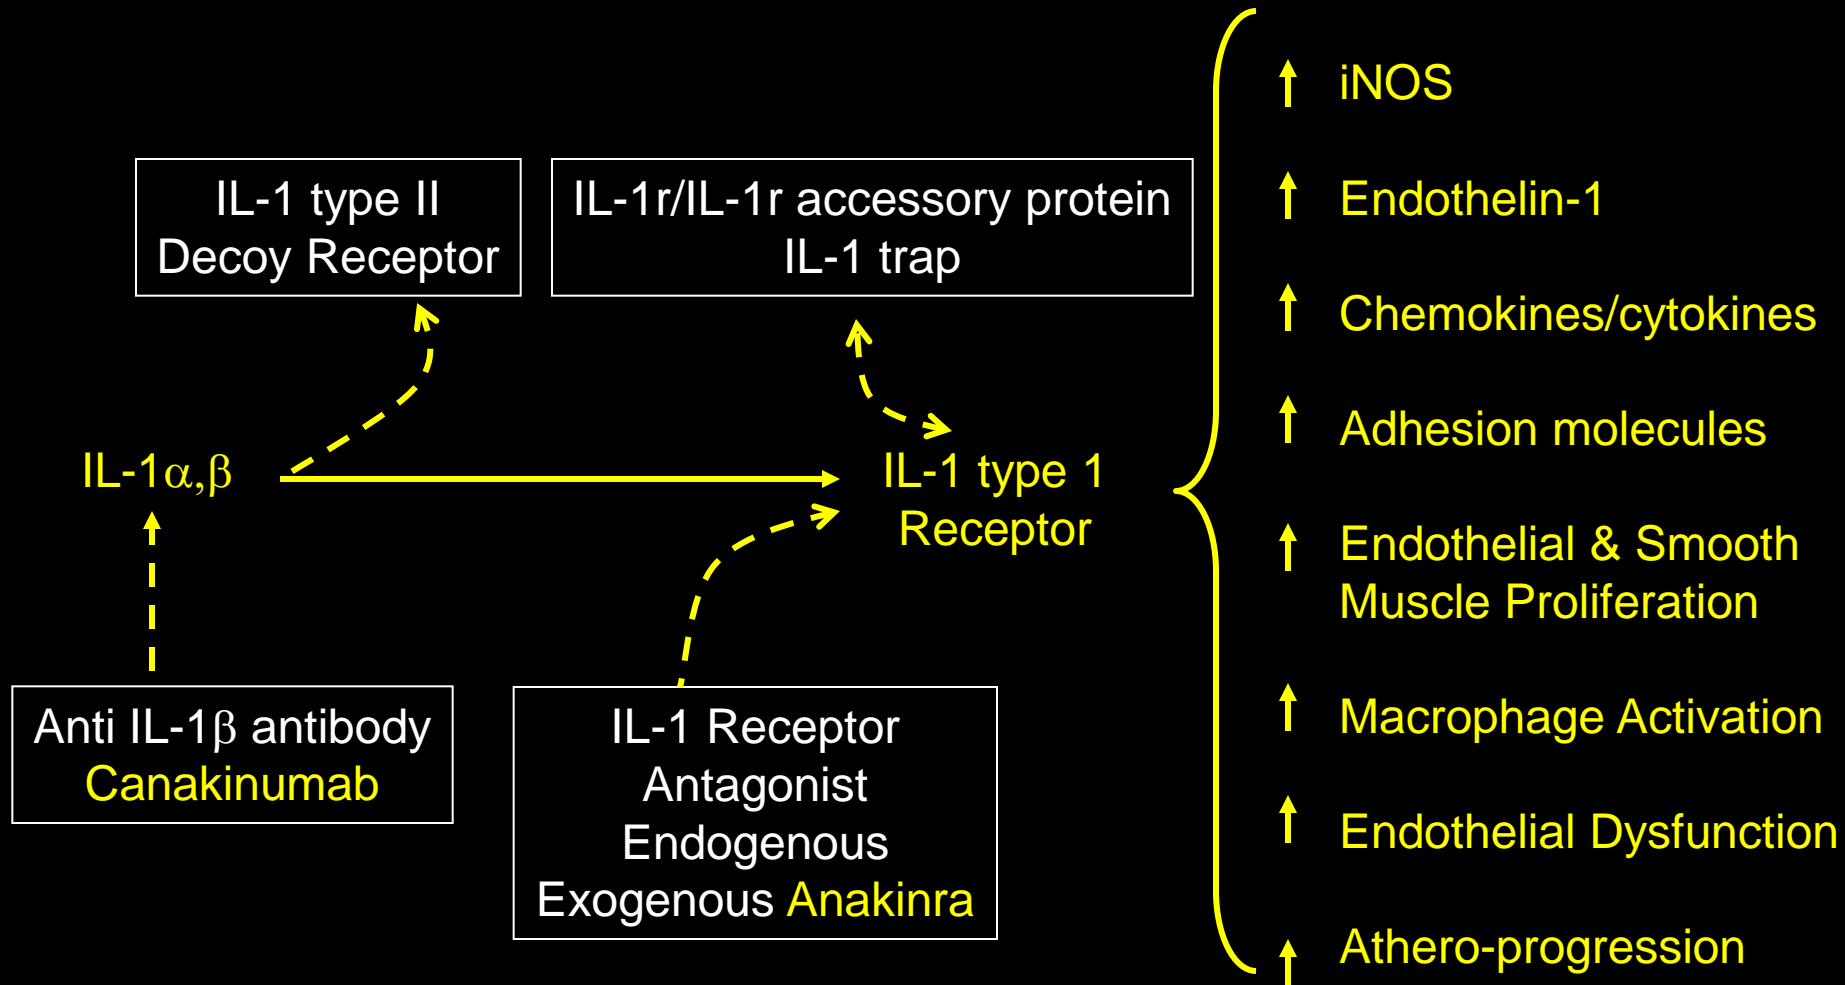 IL-1 type II
Decoy Receptor
IL-1r/IL-1r accessory protein
IL-1 trap
IL-1α,β
IL-1 type 1
Receptor
Anti IL-1β antibody
Canakinumab
IL-1 Receptor
Antagonist
Endogenous
Exogenous Anakinra
iNOS
Endothelin-1
Chemokines/cytokines
Adhesion molecules
Endothelial & Smooth
Muscle Proliferation
Macrophage Activation
Endothelial Dysfunction
Athero-progression